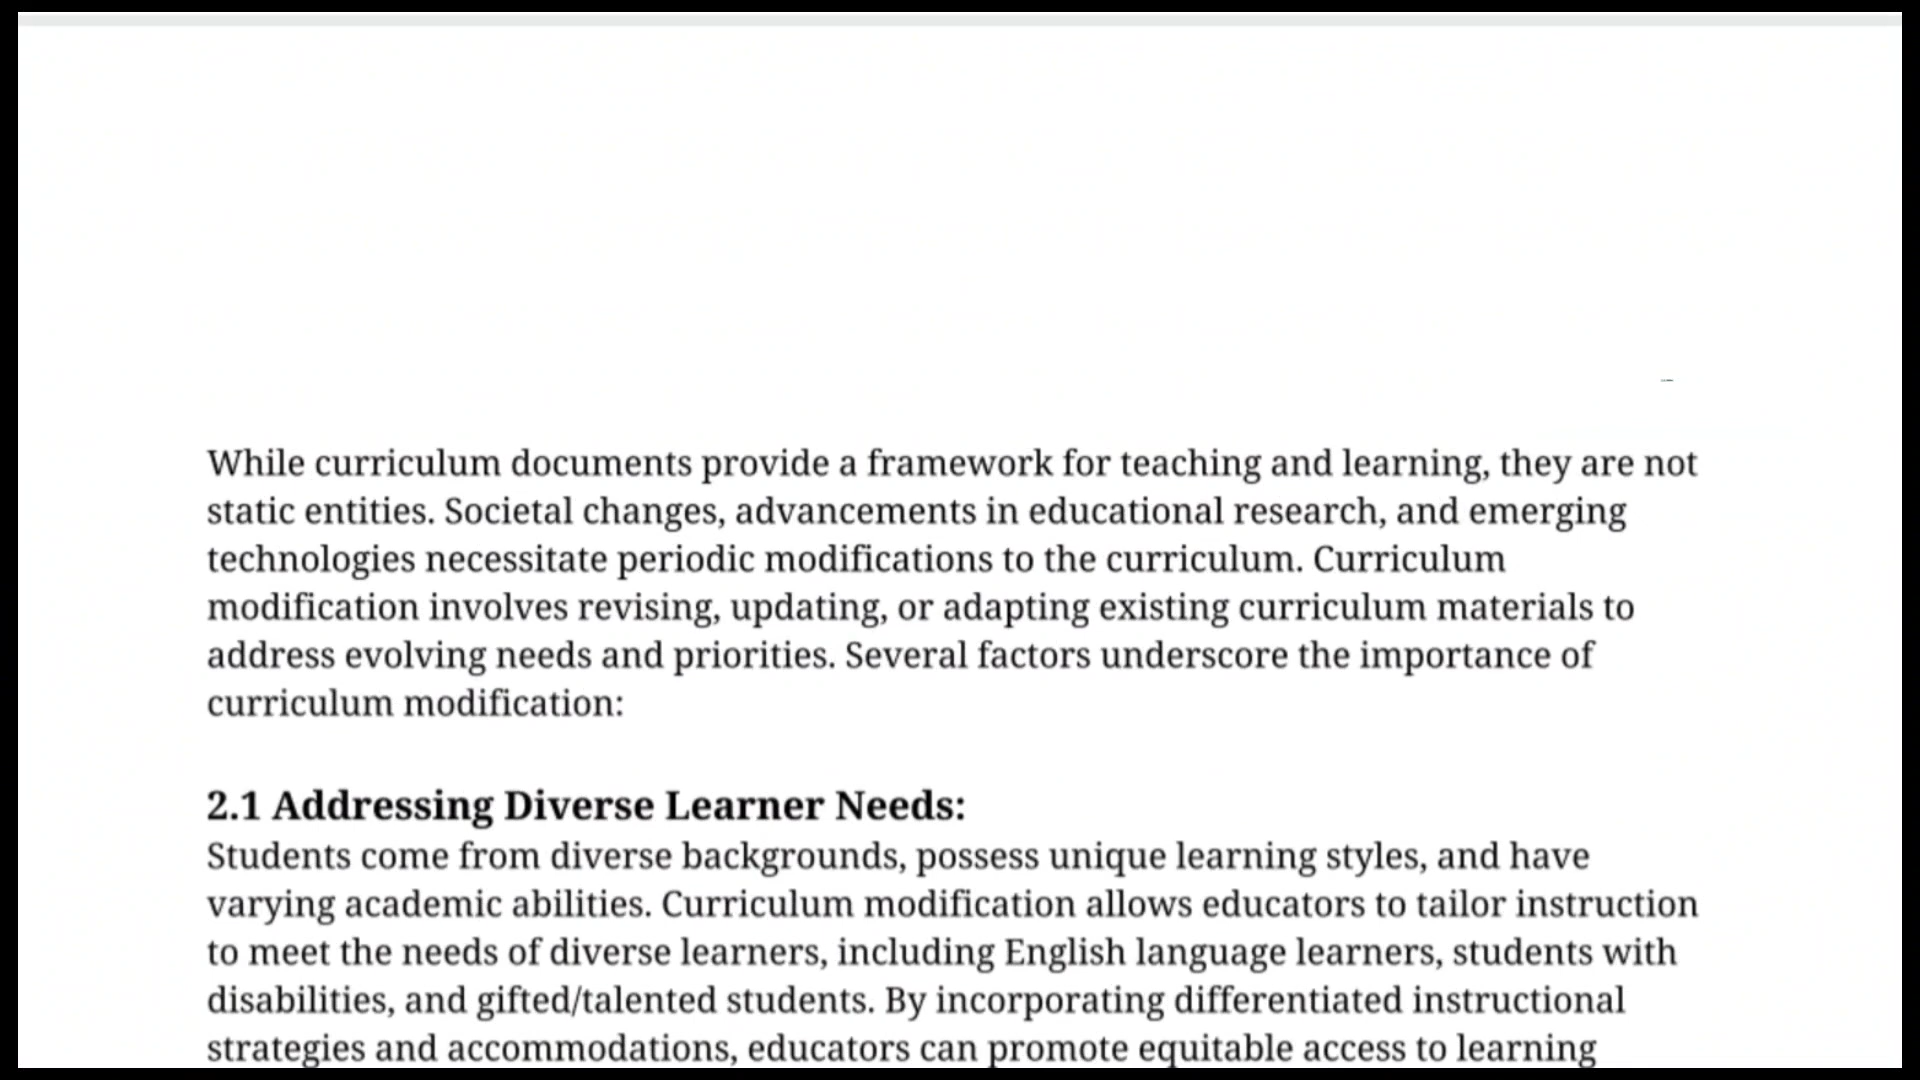 While curriculum documents provide a framework for teaching and learning, they are not
static entities. Societal changes, advancements in educational research, and emerging
technologies necessitate periodic modifications to the curriculum. Curriculum
modification involves revising, updating, or adapting existing curriculum materials to
address evolving needs and priorities. Several factors underscore the importance of
curriculum modification:
2.1 Addressing Diverse Learner Needs:
Students come from diverse backgrounds, possess unique learning styles, and have
varying academic abilities. Curriculum modification allows educators to tailor instruction
to meet the needs of diverse learners, including English language learners, students with
disabilities, and gifted/talented students. By incorporating differentiated instructional
strategies and accommodations, educators can promote equitable access to learning